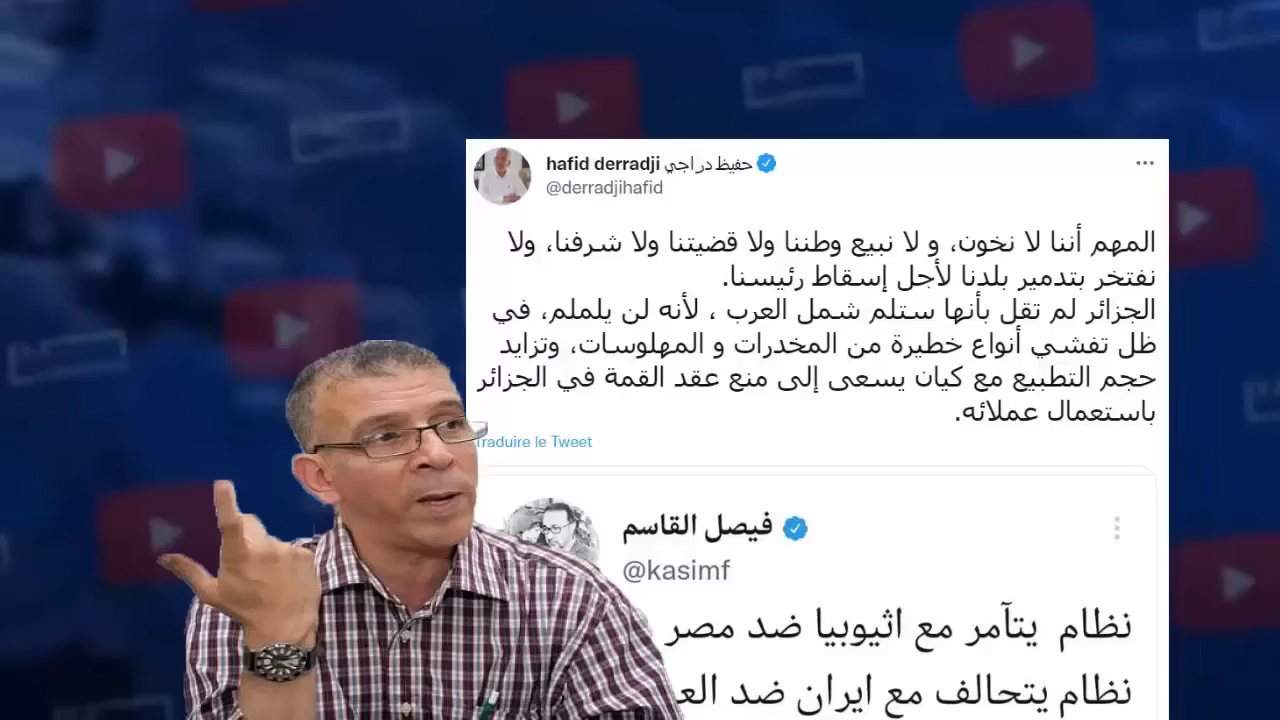 hafid derradji حفيظ دراجي
@derradjihafid
المهم أننا لا نخون، و لا نبيع وطننا ولا قضيتنا ولا شرفنا، ولا
نفتخر بتدمير بلدنا لأجل إسقاط رئيسنا.
الجزائر لم تقل بأنها ستلم شمل العرب ، لأنه لن يلملم، في
ظل تفشي أنواع خطيرة من المخدرات و المهلوسات، وتزايد
حجم التطبيع مع كيان يسعى إلى منع عقد القمة في الجزائر
باستعمال عملائه.
Traduire le Tweet
فيصل القاسم
@kasimf
نظام يتآمر مع اثيوبيا ضد مصر
نظام يتحالف مع ايران ضد